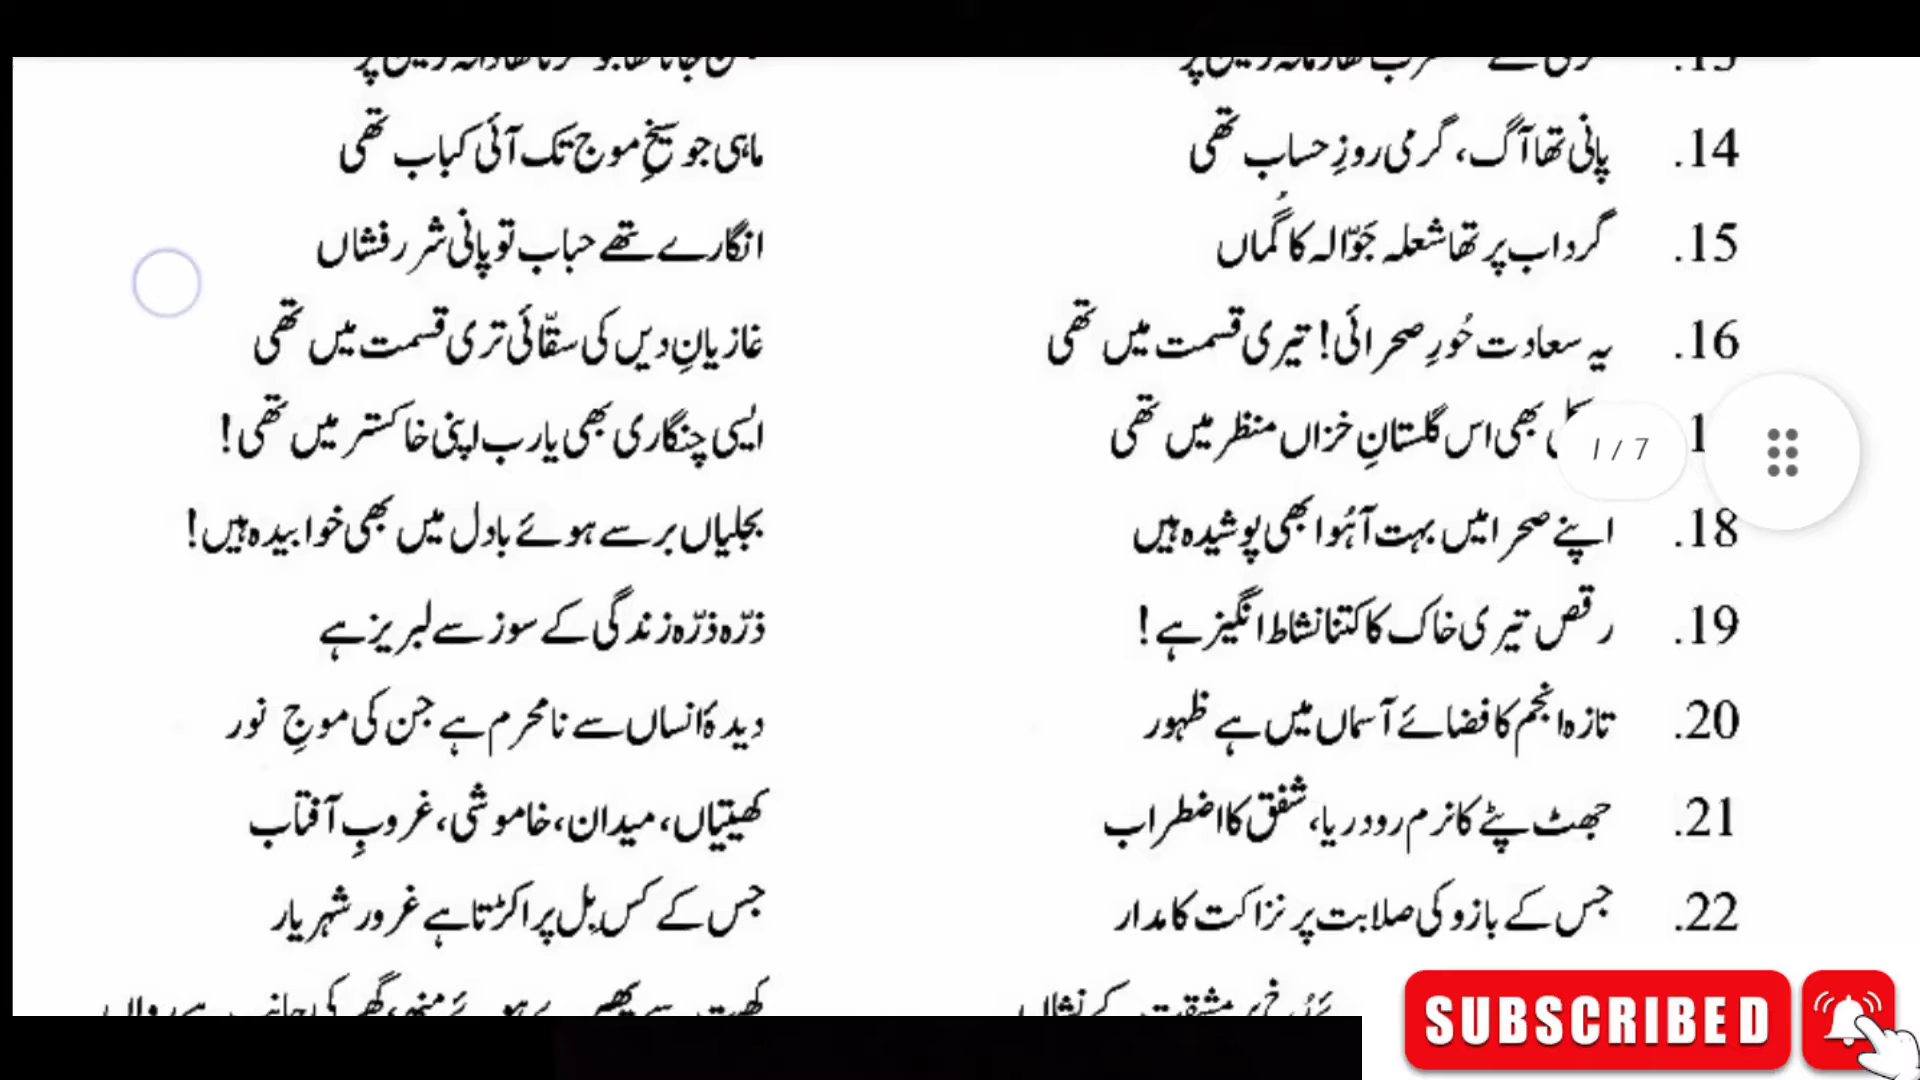 14. پانی تھا آگ، گرمی روزِ حساب تھی ماہی جو سیخِ موج تک آئی کباب تھی
15. گرداب پر تھا شعلہ جَوّالہ کا گُماں انگارے تھے حباب تو پانی شرر فشاں
16. یہ سعادت حُورِ صحرائی! تیری قسمت میں تھی غازیانِ دیں کی سقّائی تری قسمت میں تھی
بھی اس گلستانِ خزاں منظر میں تھی ایسی چنگاری بھی یارب اپنی خاکستر میں تھی!
1 / 7
18. اپنے صحرا میں بہت آہُو ابھی پوشیدہ ہیں بجلیاں برسے ہوئے بادل میں بھی خوابیدہ ہیں!
19. رقص تیری خاک کا کتنا نشاط انگیز ہے! ذرّہ ذرّہ زندگی کے سوز سے لبریز ہے
20. تازہ انجم کا فضائے آسماں میں ہے ظہور دیدۂ انساں سے نامحرم ہے جن کی موجِ نور
21. جھٹ پٹے کا نرم رو دریا، شفق کا اضطراب کھیتیاں، میدان، خاموشی، غروبِ آفتاب
22. جس کے بازو کی صلابت پر نزاکت کا مدار جس کے کس بل پر اکڑتا ہے غرور شہریار
SUBSCRIBED